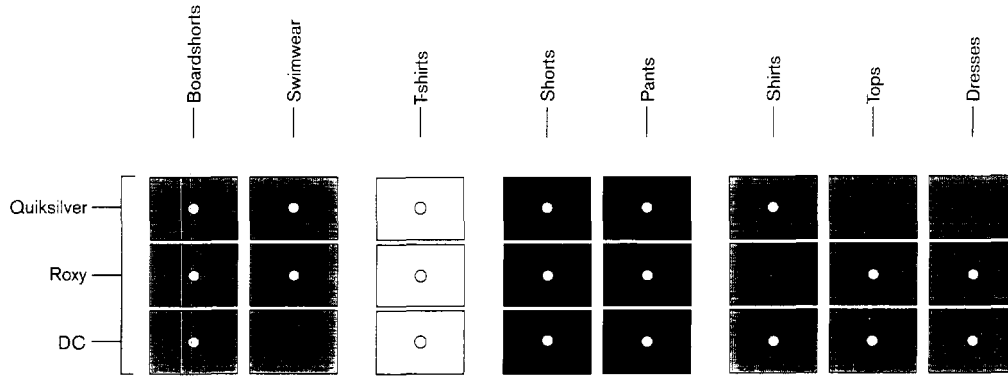 Boardshorts
Swimwear
T-shirts
Shorts
Pants
Shirts
Tops
Dresses
Quiksilver
Roxy
DC